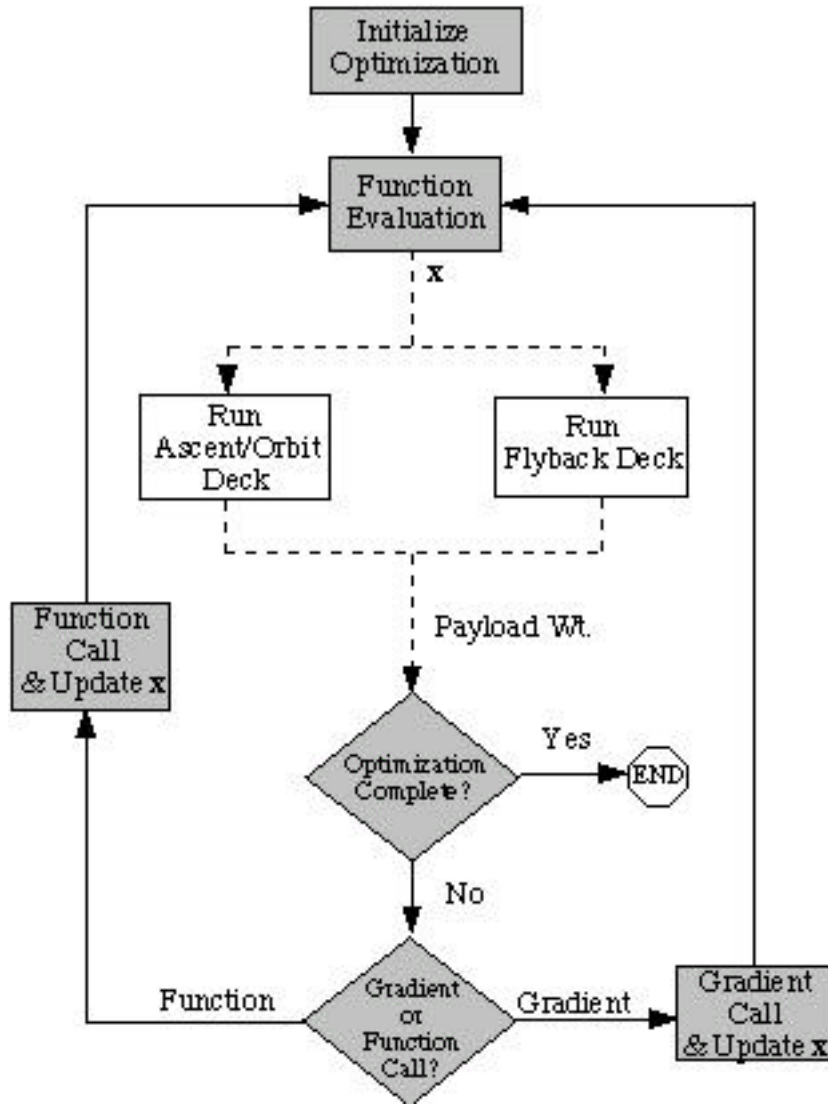 Initialize
Optimization
Function
Evaluation
x
Run
Ascent/Orbit
Deck
Run
Flyback Deck
Function
Call
& Update x
Payload Wt.
Optimization
Complete?
Yes
END
No
Function
Gradient
or
Function
Call?
Gradient
Gradient
Call
& Update x